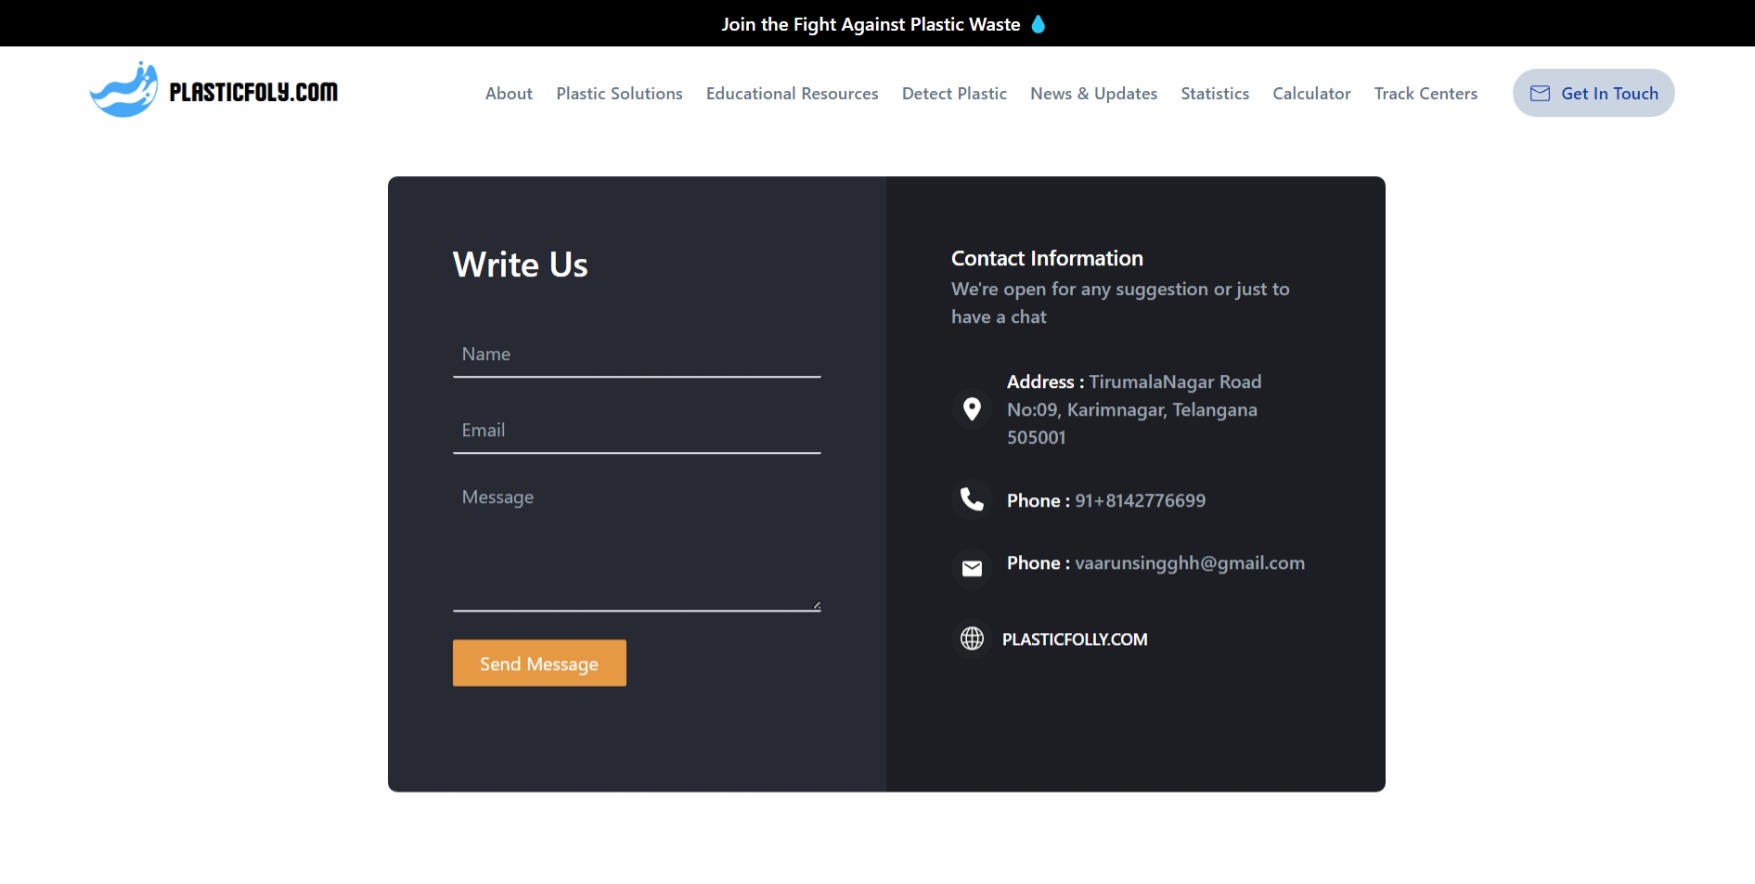 Join the Fight Against Plastic Waste
PLASTICFOLY.COM
About Plastic Solutions Educational Resources Detect Plastic News & Updates Statistics Calculator Track Centers Get In Touch
Write Us
Name
Email
Message
Send Message
Contact Information
We're open for any suggestion or just to
have a chat
Address : TirumalaNagar Road
No:09, Karimnagar, Telangana
505001
Phone : 91+8142776699
Phone : vaarunsingghh@gmail.com
PLASTICFOLLY.COM